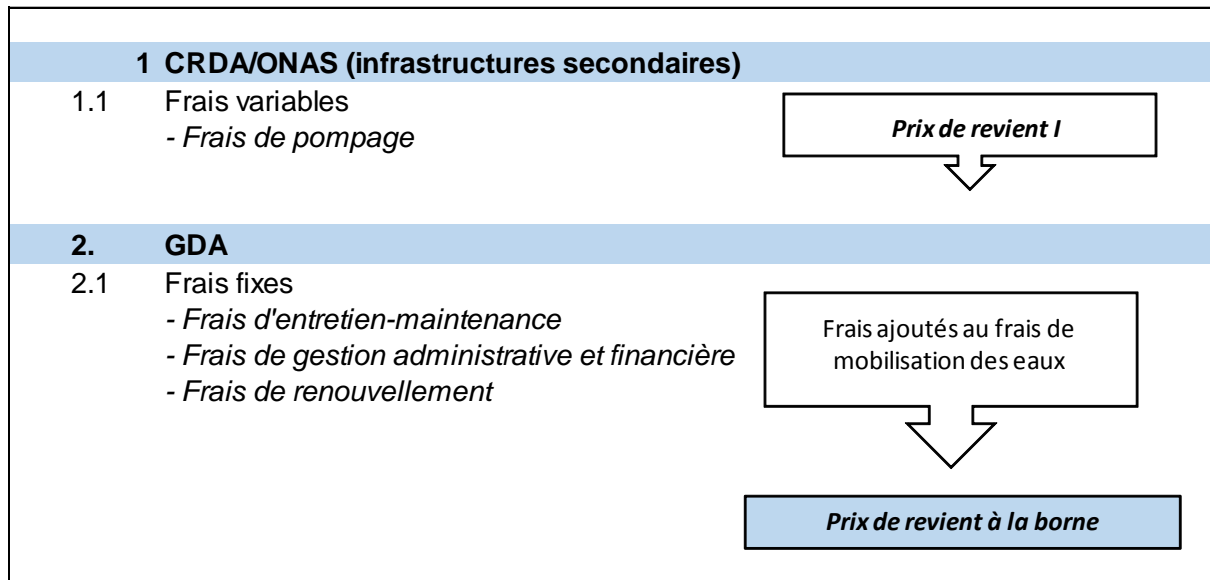 1 CRDA/ONAS (infrastructures secondaires)
1.1 Frais variables
- Frais de pompage
Prix de revient I
2. GDA
2.1 Frais fixes
- Frais d'entretien-maintenance
- Frais de gestion administrative et financière
- Frais de renouvellement
Frais ajoutés au frais de
mobilisation des eaux
Prix de revient à la borne